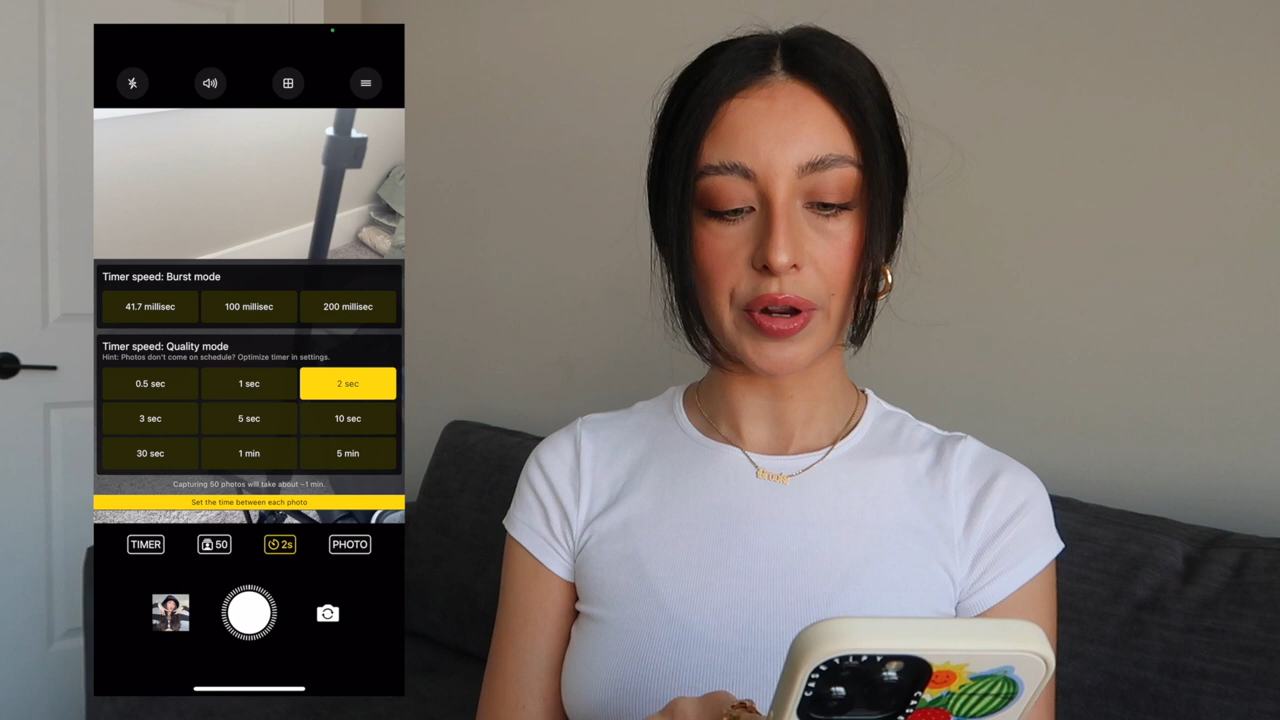 Timer speed: Burst mode
41.7 millisec 100 millisec 200 millisec
Timer speed: Quality mode
Hint: Photos don't come on schedule? Optimize timer in settings.
0.5 sec 1 sec 2 sec
3 sec 5 sec 10 sec
30 sec 1 min 5 min
Capturing 50 photos will take about ~1 min.
Set the time between each photo
TIMER 50 2s PHOTO
CASETIFY